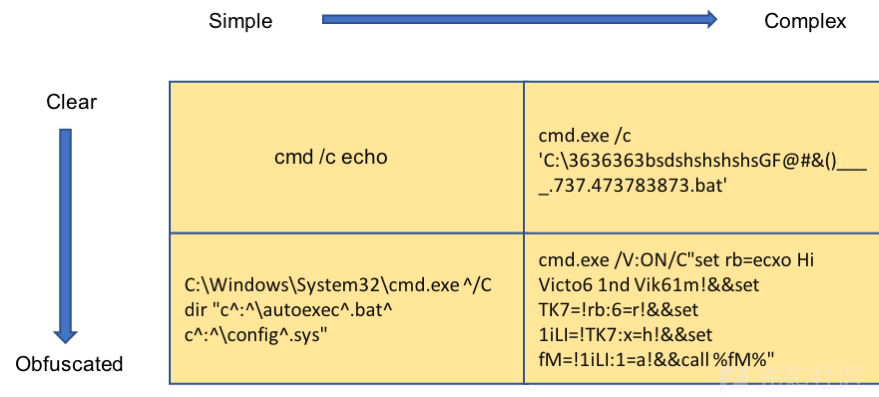 Simple
Complex
Clear
cmd /c echo
cmd.exe /c
'C:\3636363bsdshshshshsGF@#&()___
_.737.473783873.bat'
C:\Windows\System32\cmd.exe ^/C
dir "c^:^\autoexec^.bat^
c^:^\config^.sys"
cmd.exe /V:ON/C"set rb=ecxo Hi
Victo6 1nd Vik61m!&&set
TK7=!rb:6=r!&&set
1iLI=!TK7:x=h!&&set
fM=!1iLI:1=a!&&call %fM%"
Obfuscated